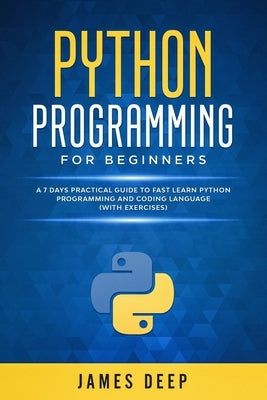 PYTHON
PROGRAMMING
FOR BEGINNERS
A 7 DAYS PRACTICAL GUIDE TO FAST LEARN PYTHON
PROGRAMMING AND CODING LANGUAGE
(WITH EXERCISES)
JAMES DEEP